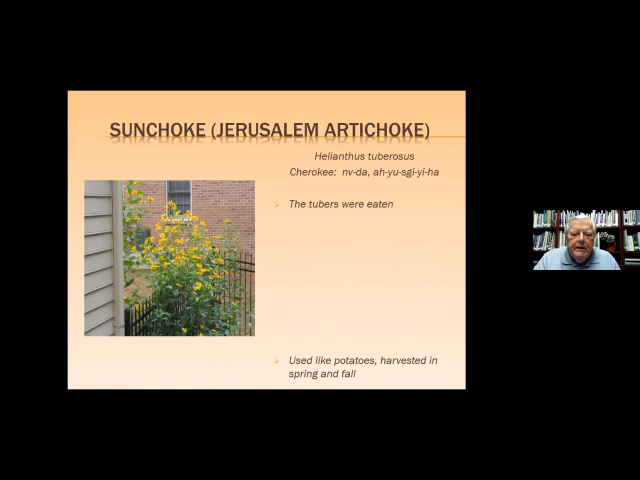 SUNCHOKE (JERUSALEM ARTICHOKE)
Helianthus tuberosus
Cherokee:  nv-da, ah-yu-sgi-yi-ha
The tubers were eaten
Used like potatoes, harvested in
spring and fall